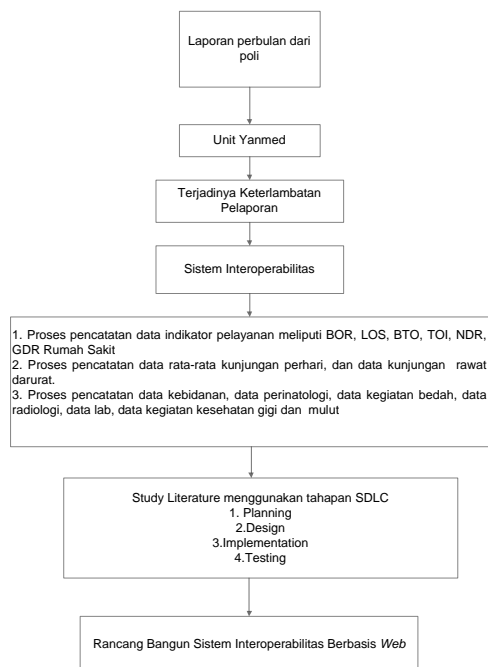 Laporan perbulan dari
poli
Unit Yanmed
Terjadinya Keterlambatan
Pelaporan
Sistem Interoperabilitas
1. Proses pencatatan data indikator pelayanan meliputi BOR, LOS, BTO, TOI, NDR,
GDR Rumah Sakit
2. Proses pencatatan data rata-rata kunjungan perhari, dan data kunjungan rawat
darurat.
3. Proses pencatatan data kebidanan, data perinatologi, data kegiatan bedah, data
radiologi, data lab, data kegiatan kesehatan gigi dan mulut
Study Literature menggunakan tahapan SDLC
1. Planning
2.Design
3.Implementation
4.Testing
Rancang Bangun Sistem Interoperabilitas Berbasis Web